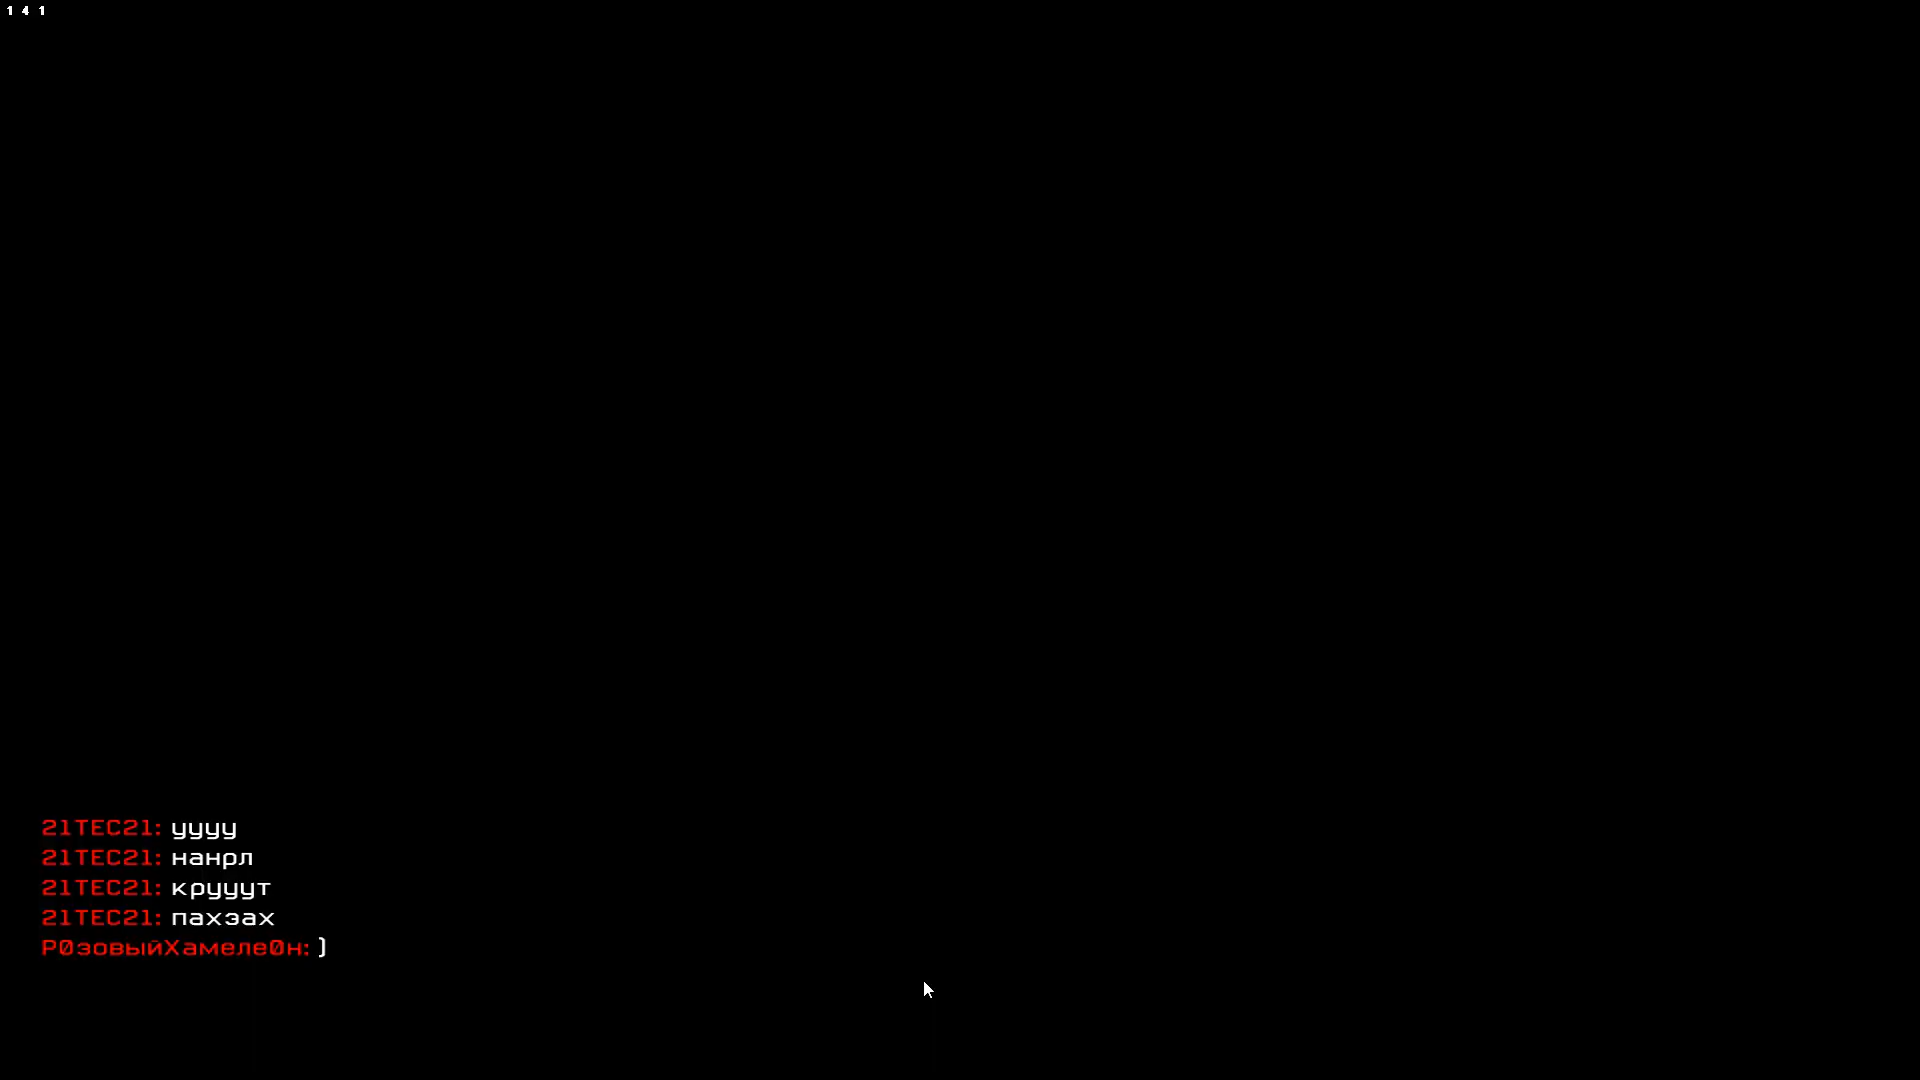 1 4 1
21TEC21: уууу
21TEC21: нанрл
21TEC21: крууут
21TEC21: пахзах
Р0зовыйХамеле0н: )